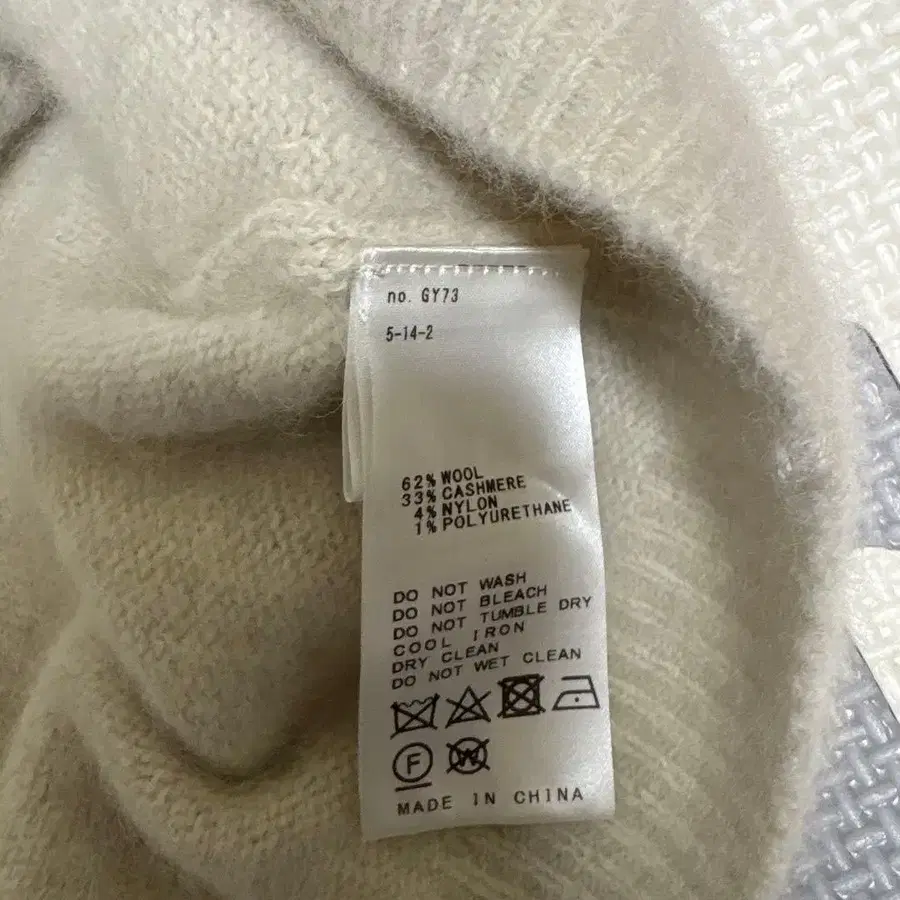 no. GY73
5-14-2
62% WOOL
33% CASHMERE
4% NYLON
1% POLYURETHANE
DO NOT WASH
DO NOT BLEACH
DO NOT TUMBLE DRY
COOL IRON
DRY CLEAN
DO NOT WET CLEAN
F W
MADE IN CHINA